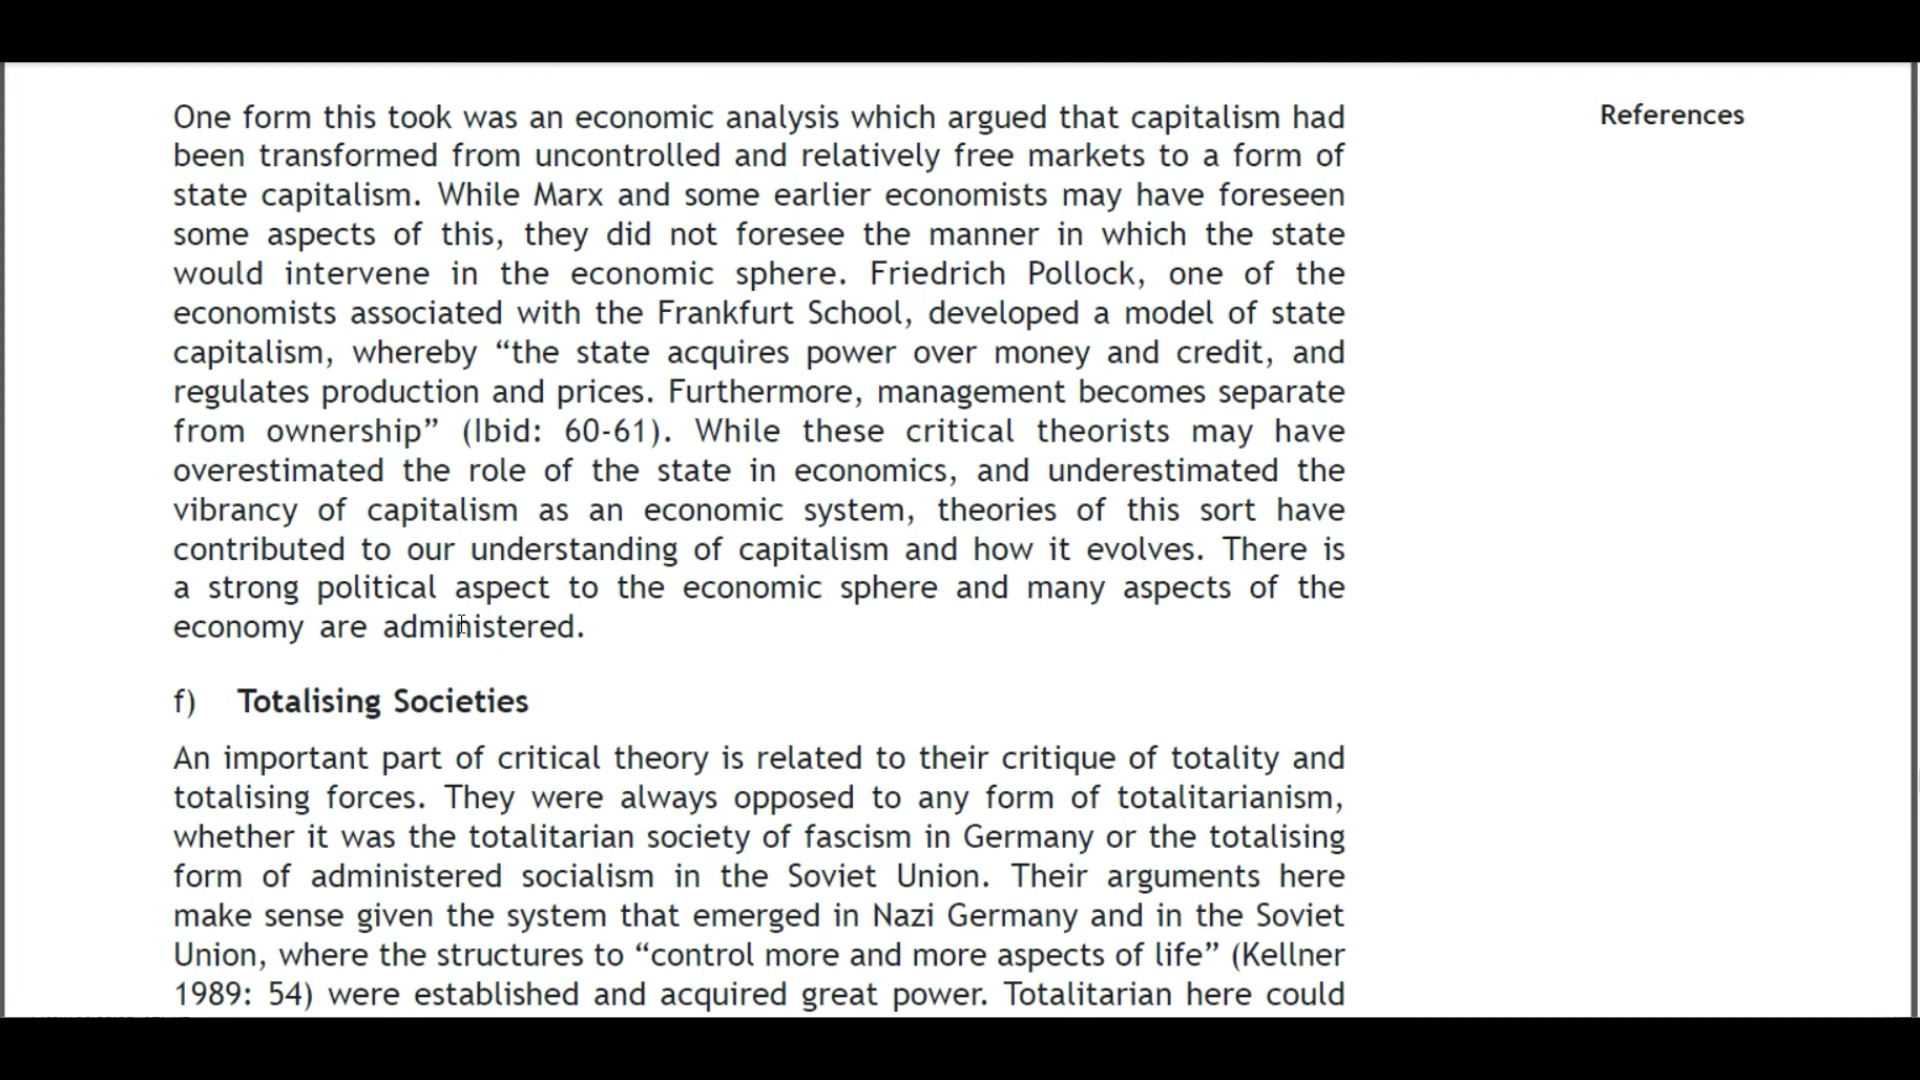 One form this took was an economic analysis which argued that capitalism had
been transformed from uncontrolled and relatively free markets to a form of
state capitalism. While Marx and some earlier economists may have foreseen
some aspects of this, they did not foresee the manner in which the state
would intervene in the economic sphere. Friedrich Pollock, one of the
economists associated with the Frankfurt School, developed a model of state
capitalism, whereby “the state acquires power over money and credit, and
regulates production and prices. Furthermore, management becomes separate
from ownership” (Ibid: 60-61). While these critical theorists may have
overestimated the role of the state in economics, and underestimated the
vibrancy of capitalism as an economic system, theories of this sort have
contributed to our understanding of capitalism and how it evolves. There is
a strong political aspect to the economic sphere and many aspects of the
economy are administered.
f) Totalising Societies
An important part of critical theory is related to their critique of totality and
totalising forces. They were always opposed to any form of totalitarianism,
whether it was the totalitarian society of fascism in Germany or the totalising
form of administered socialism in the Soviet Union. Their arguments here
make sense given the system that emerged in Nazi Germany and in the Soviet
Union, where the structures to “control more and more aspects of life” (Kellner
1989: 54) were established and acquired great power. Totalitarian here could
References